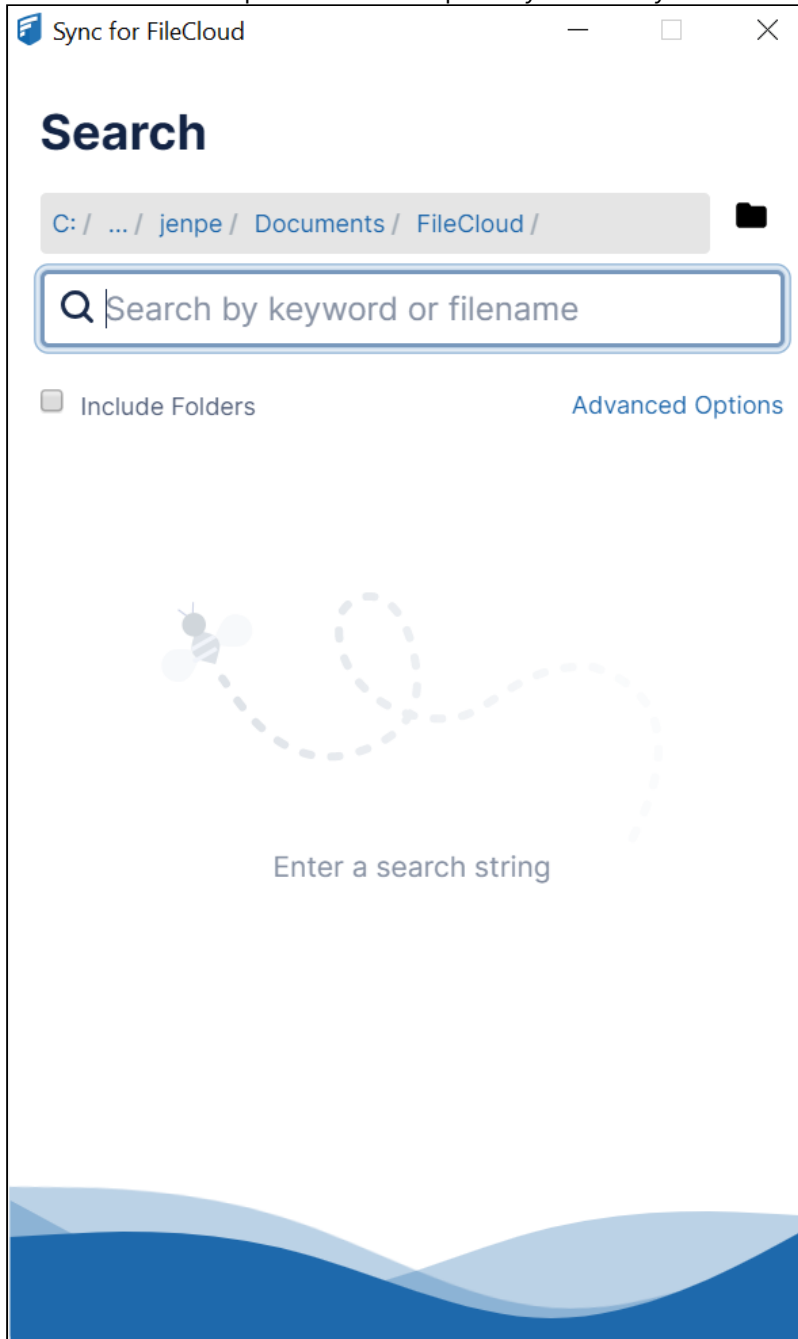 Sync for FileCloud
Search
C: / ... / jenpe / Documents / FileCloud /
Search by keyword or filename
Include Folders
Advanced Options
Enter a search string